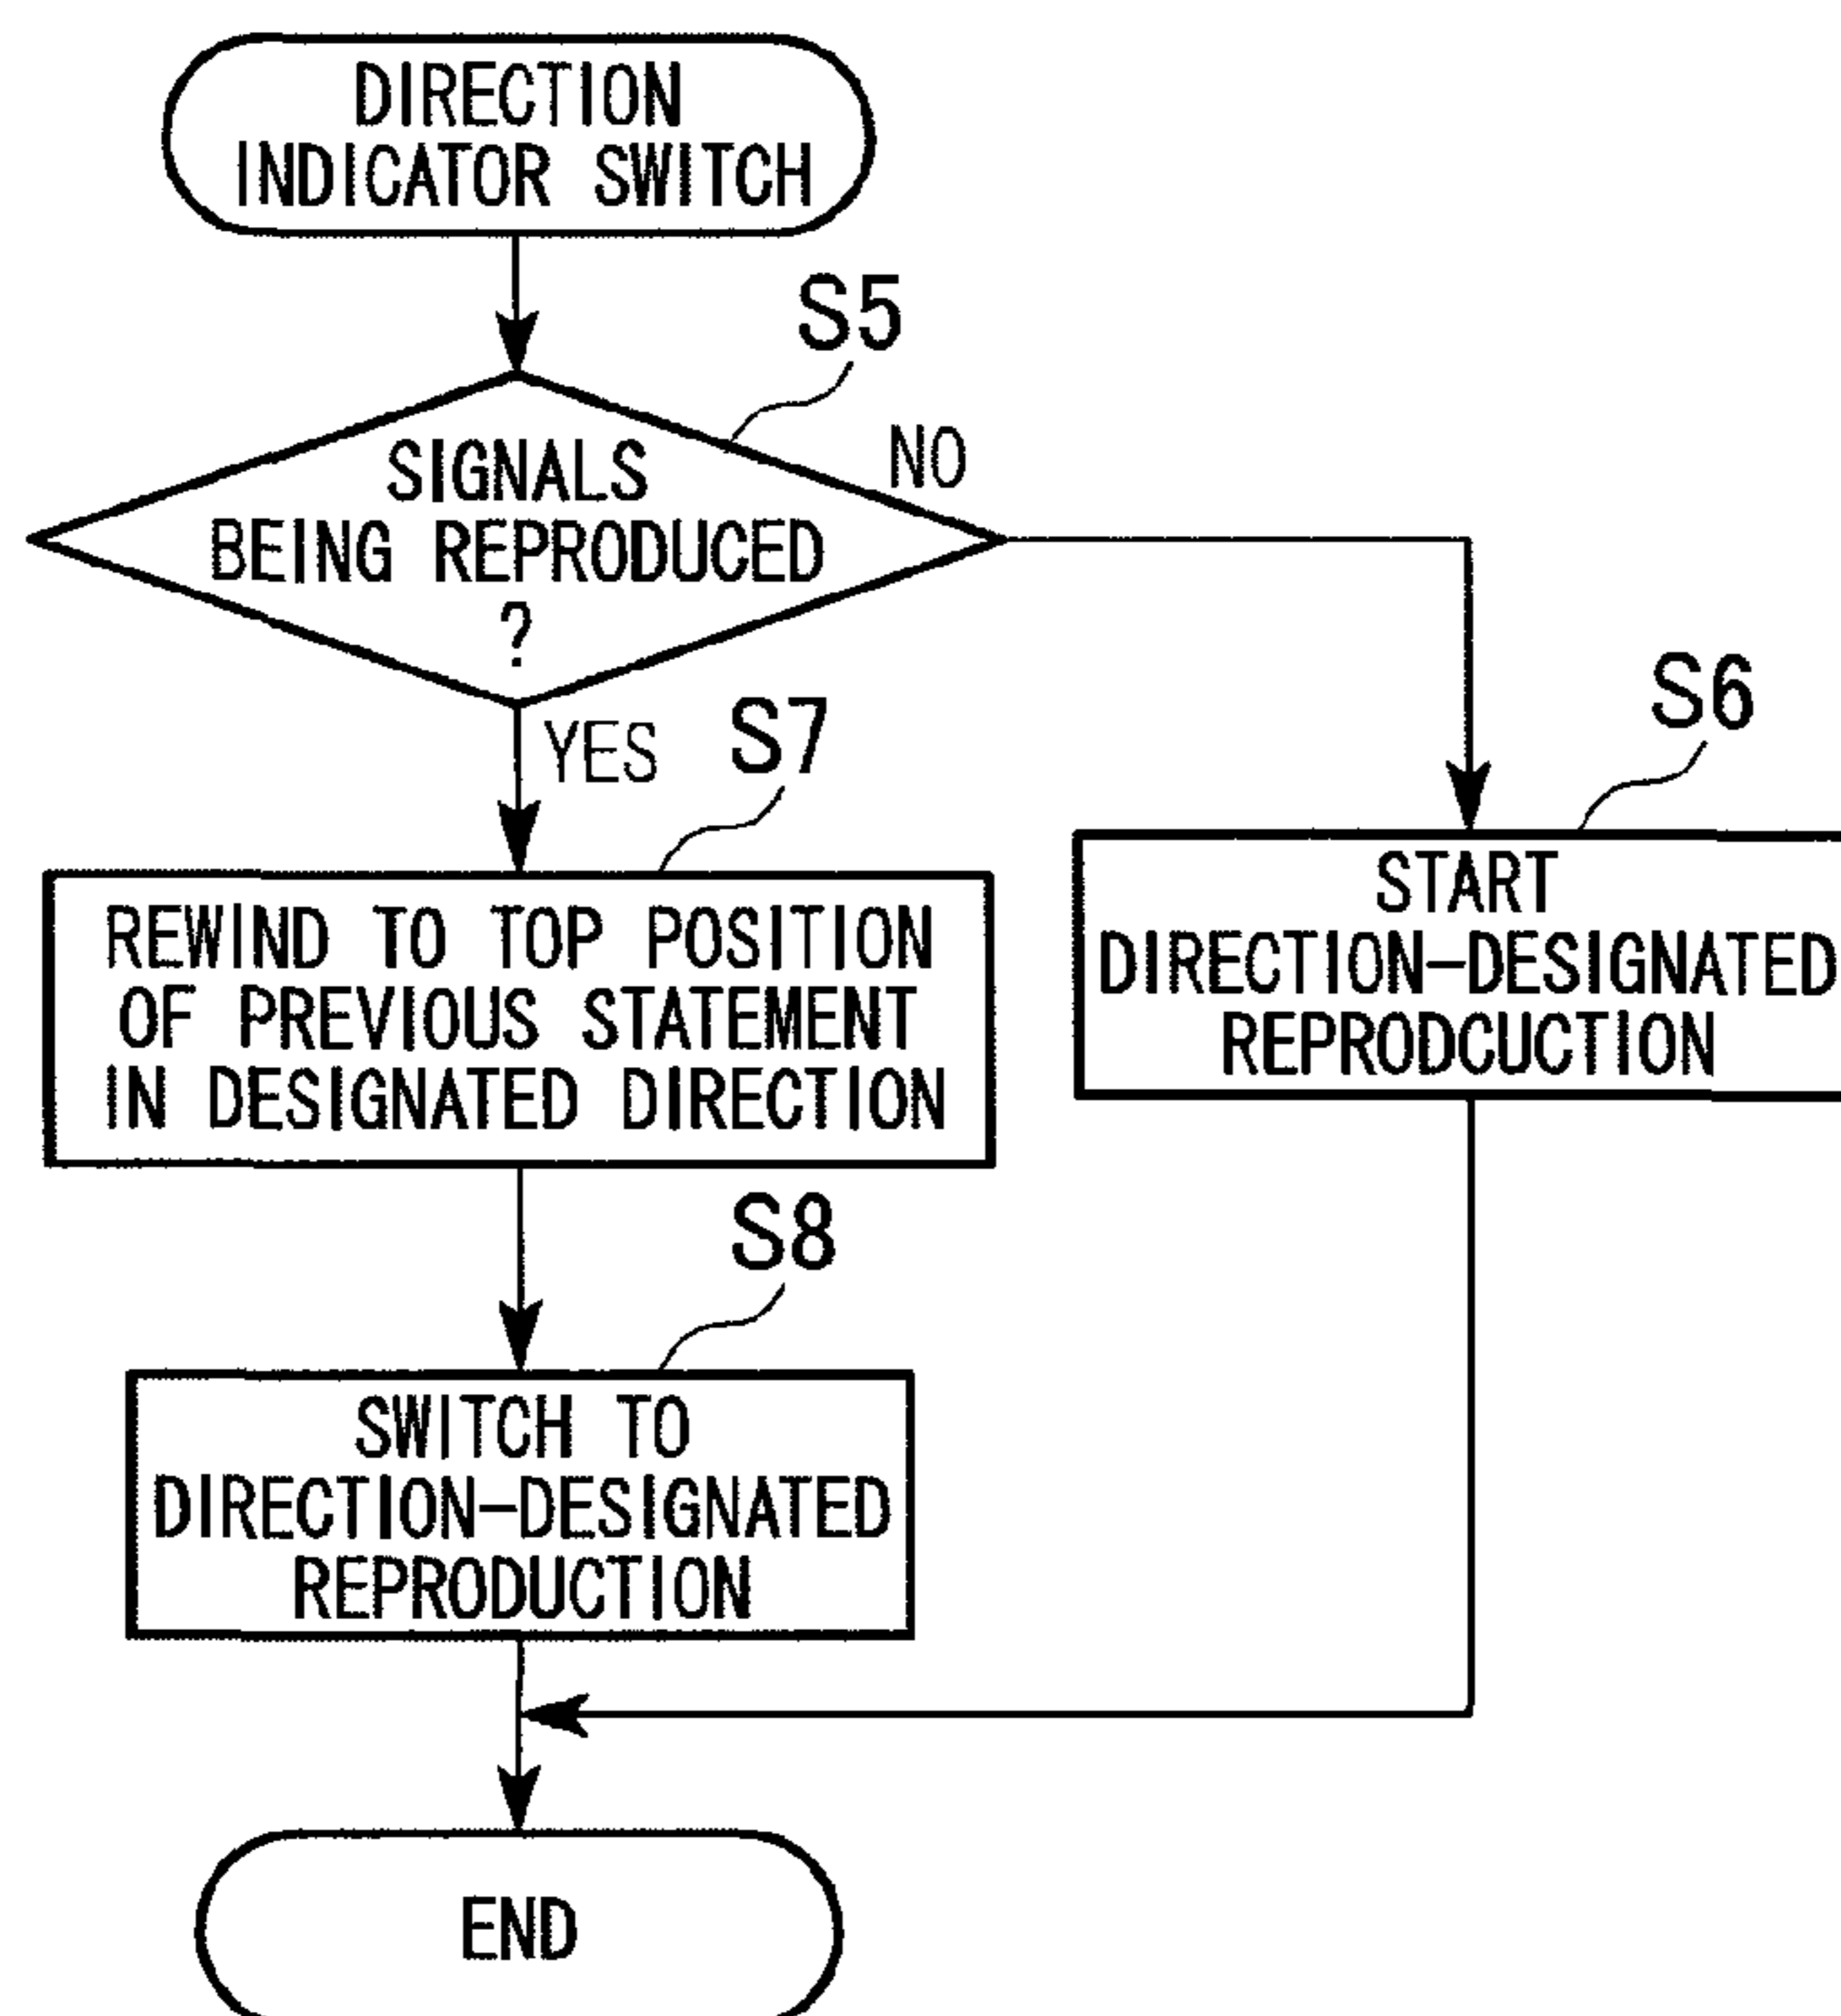 DIRECTION
INDICATOR SWITCH
S5
SIGNALS
BEING REPRODUCED
?
NO
YES
S7
REWIND TO TOP POSITION
OF PREVIOUS STATEMENT
IN DESIGNATED DIRECTION
S6
START
DIRECTION-DESIGNATED
REPRODCUCTION
S8
SWITCH TO
DIRECTION-DESIGNATED
REPRODUCTION
END